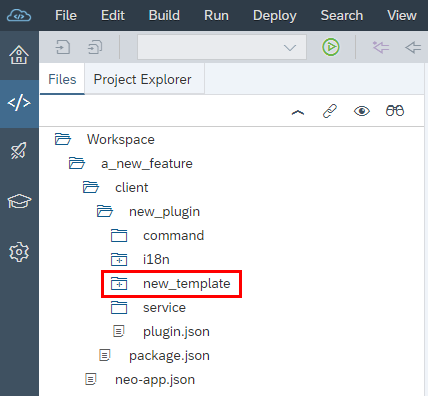 File Edit Build Run Deploy Search View
Files Project Explorer
Workspace
a_new_feature
client
new_plugin
command
i18n
new_template
service
plugin.json
package.json
neo-app.json